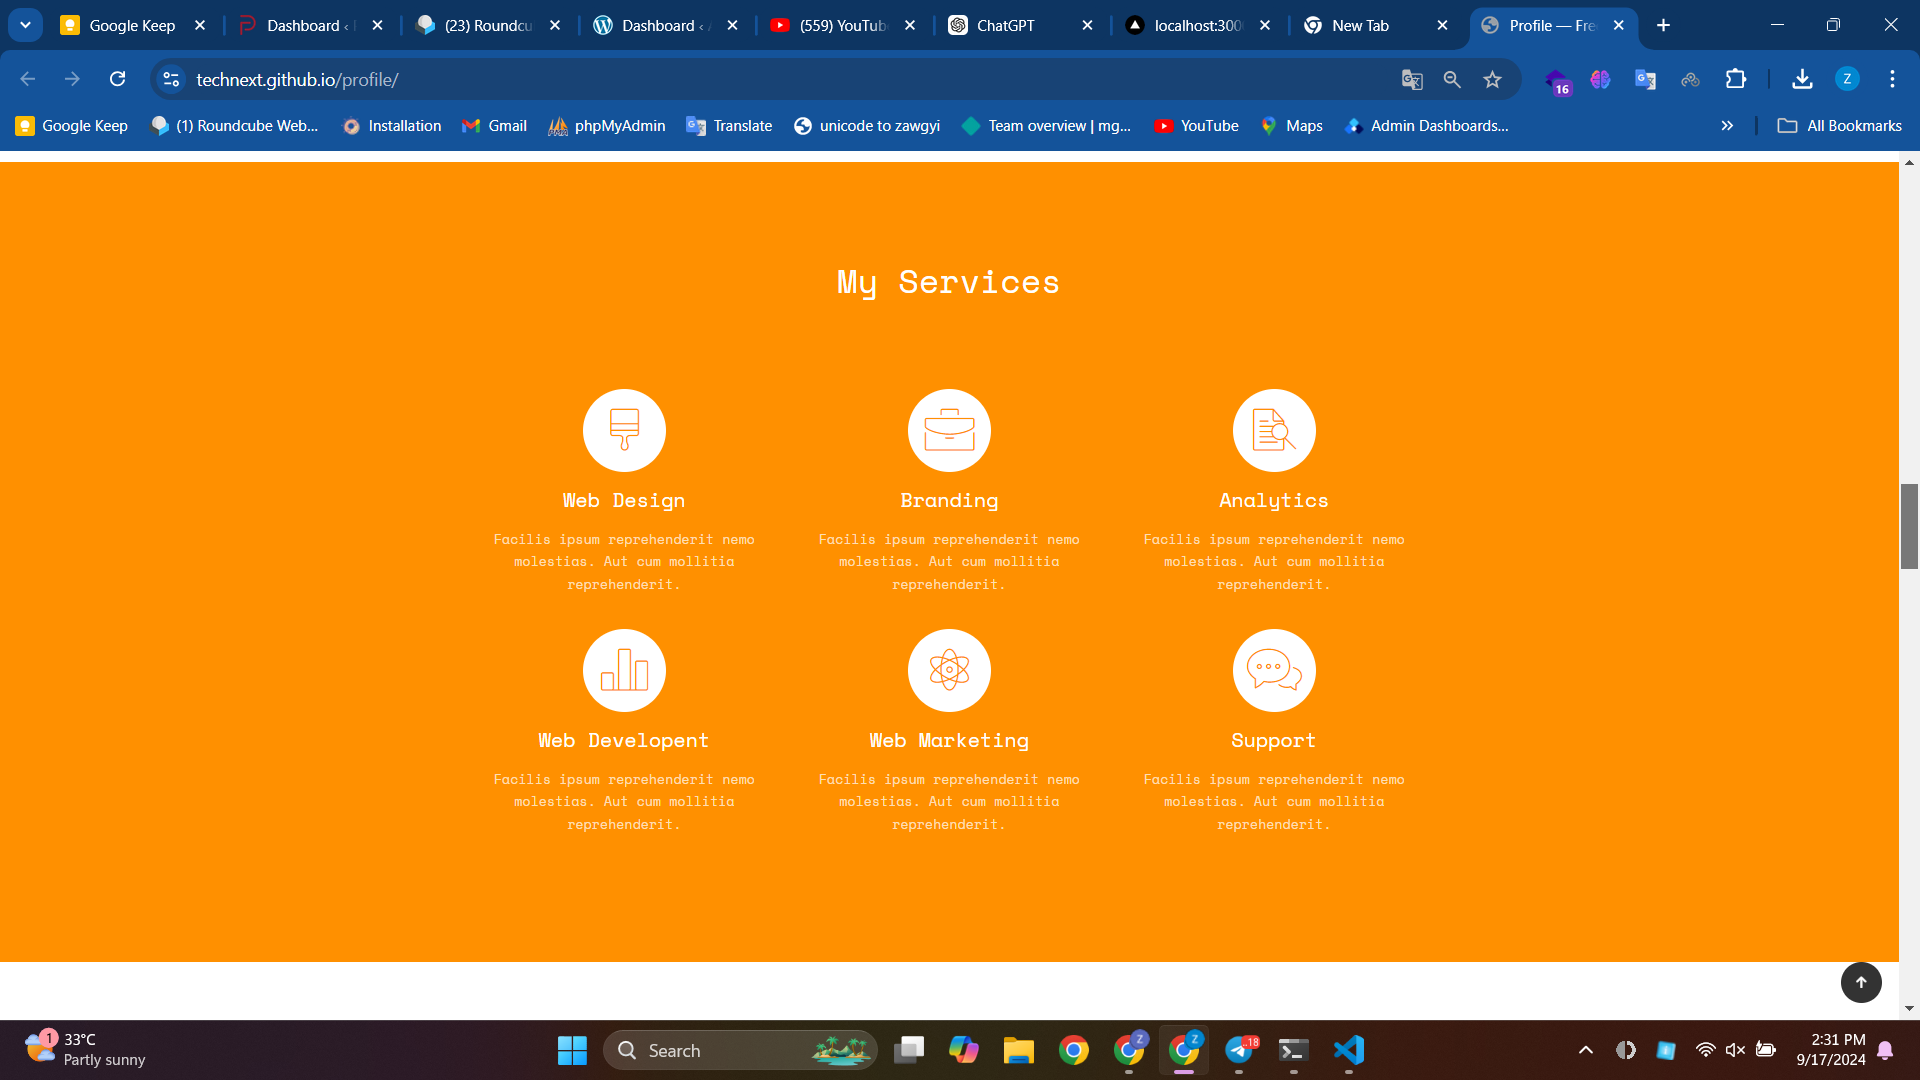 Google Keep
Dashboard ‹
(23) Roundcu
Dashboard ‹
(559) YouTub
ChatGPT
localhost:300
New Tab
Profile — Fre
technext.github.io/profile/
16
Z
Google Keep
(1) Roundcube Web...
Installation
Gmail
phpMyAdmin
Translate
unicode to zawgyi
Team overview | mg...
YouTube
Maps
Admin Dashboards...
All Bookmarks
My Services
Web Design
Facilis ipsum reprehenderit nemo
molestias. Aut cum mollitia
reprehenderit.
Branding
Facilis ipsum reprehenderit nemo
molestias. Aut cum mollitia
reprehenderit.
Analytics
Facilis ipsum reprehenderit nemo
molestias. Aut cum mollitia
reprehenderit.
Web Developent
Facilis ipsum reprehenderit nemo
molestias. Aut cum mollitia
reprehenderit.
Web Marketing
Facilis ipsum reprehenderit nemo
molestias. Aut cum mollitia
reprehenderit.
Support
Facilis ipsum reprehenderit nemo
molestias. Aut cum mollitia
reprehenderit.
1
33°C
Partly sunny
Search
Z
Z
..18
2:31 PM
9/17/2024